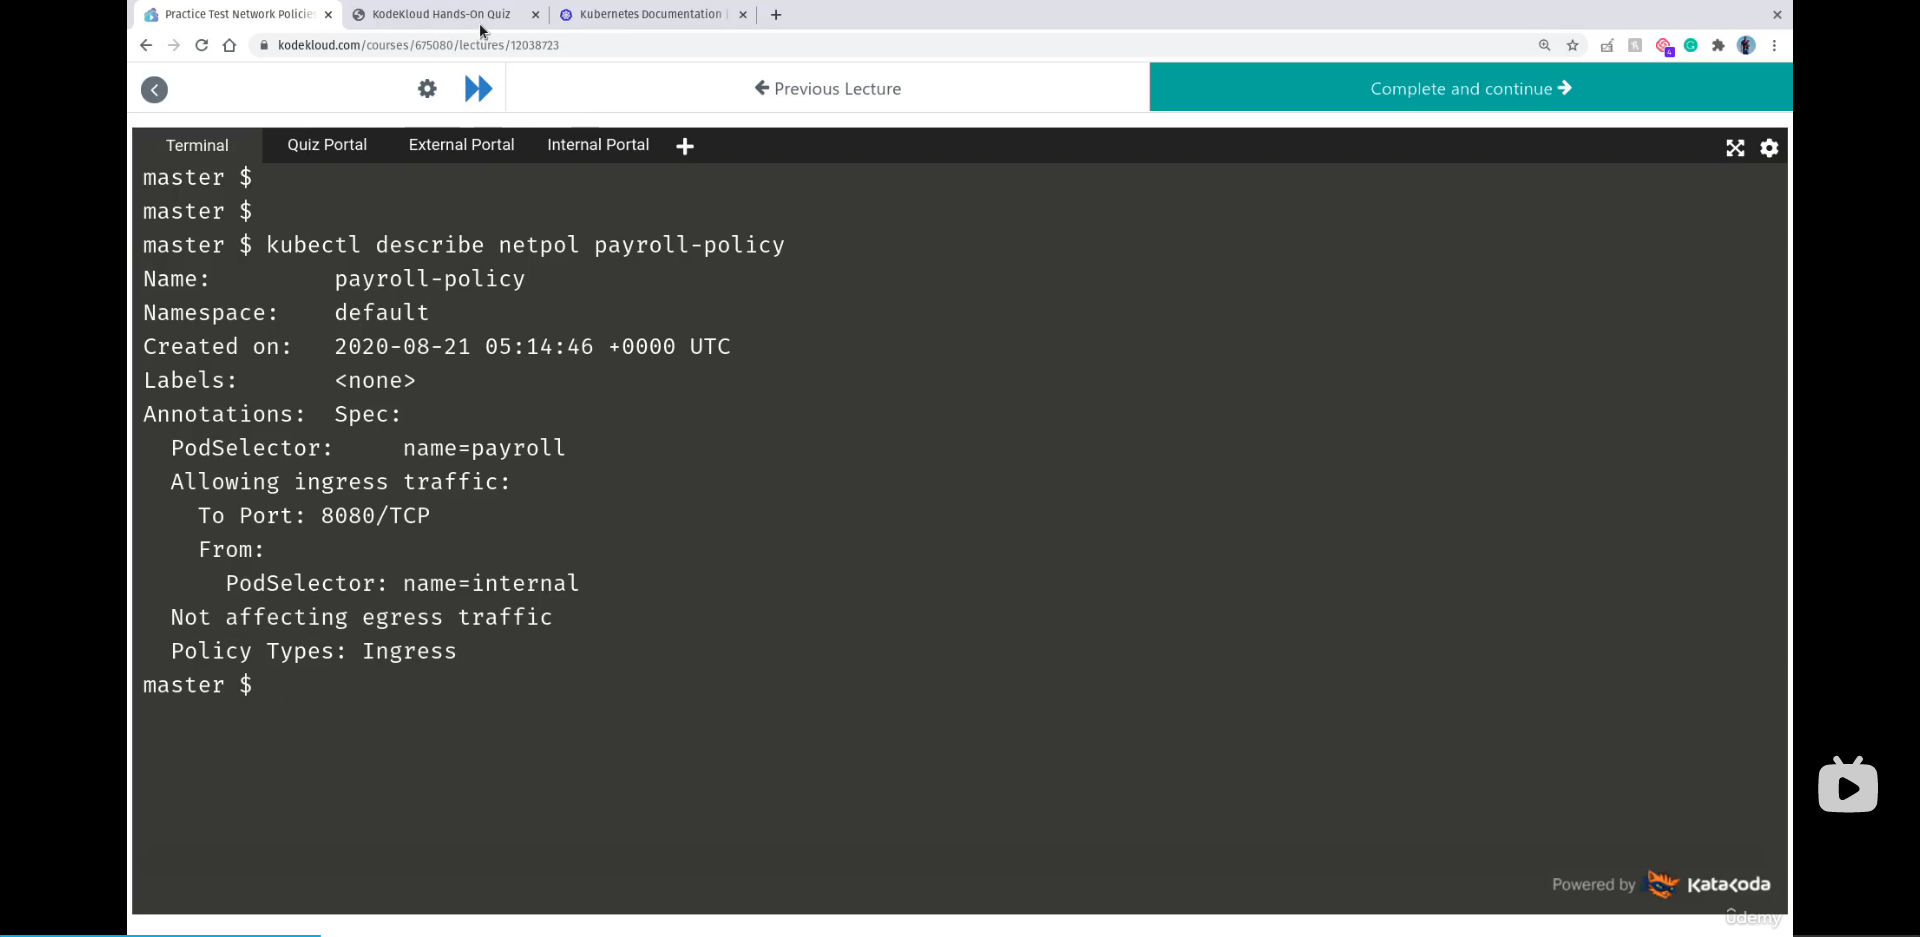 Practice Test Network Policies
KodeKloud Hands-On Quiz
Kubernetes Documentation
kodekloud.com/courses/675080/lectures/12038723
Previous Lecture
Complete and continue
Terminal
Quiz Portal
External Portal
Internal Portal
master $
master $
master $ kubectl describe netpol payroll-policy
Name: payroll-policy
Namespace: default
Created on: 2020-08-21 05:14:46 +0000 UTC
Labels: <none>
Annotations: Spec:
PodSelector: name=payroll
Allowing ingress traffic:
To Port: 8080/TCP
From:
PodSelector: name=internal
Not affecting egress traffic
Policy Types: Ingress
master $
Powered by Katacoda
Udemy